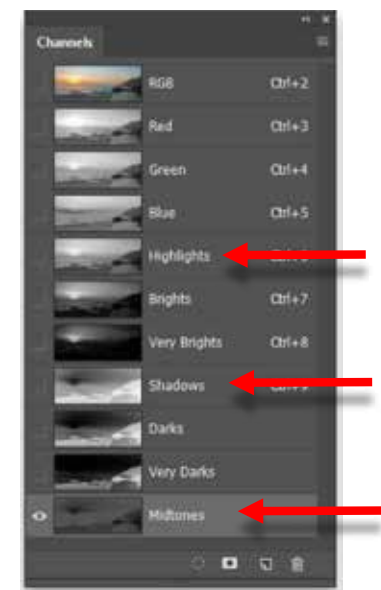 Channels
RGB Ctrl+2
Red Ctrl+3
Green Ctrl+4
Blue Ctrl+5
Highlights
Brights Ctrl+7
Very Brights Ctrl+8
Shadows
Darks
Very Darks
Midtones